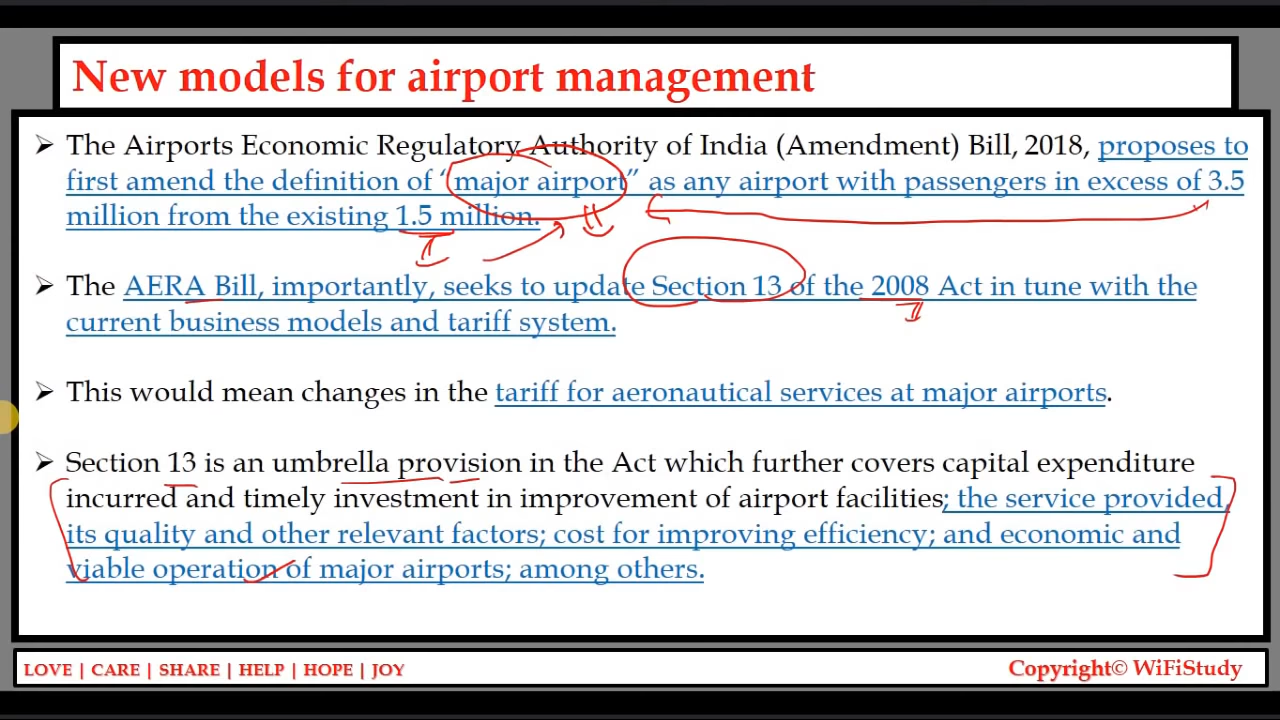 New models for airport management
➢ The Airports Economic Regulatory Authority of India (Amendment) Bill, 2018, proposes to
first amend the definition of ‘major airport” as any airport with passengers in excess of 3.5
million from the existing 1.5 million.
➢ The AERA Bill, importantly, seeks to update Section 13 of the 2008 Act in tune with the
current business models and tariff system.
➢ This would mean changes in the tariff for aeronautical services at major airports.
➢ Section 13 is an umbrella provision in the Act which further covers capital expenditure
incurred and timely investment in improvement of airport facilities; the service provided,
its quality and other relevant factors; cost for improving efficiency; and economic and
viable operation of major airports; among others.
LOVE | CARE | SHARE | HELP | HOPE | JOY
Copyright© WiFiStudy